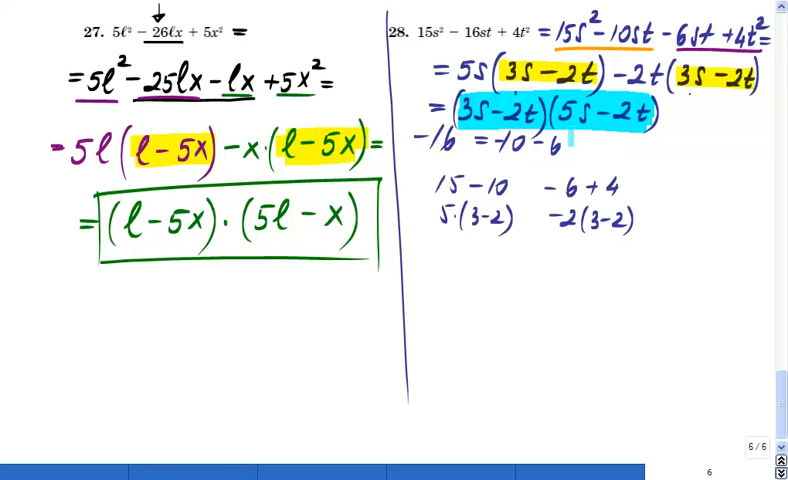 27. 5ℓ² − 26ℓx + 5x² =
= 5ℓ² − 25ℓx − ℓx + 5x² =
= 5ℓ(ℓ − 5x) − x·(ℓ − 5x) =
= (ℓ − 5x)·(5ℓ − x)
28. 15s² − 16st + 4t² = 15s² − 10st − 6st + 4t² =
= 5s(3s − 2t) − 2t(3s − 2t)
= (3s − 2t)(5s − 2t)
−16 = −10 − 6
15 − 10 − 6 + 4
5·(3−2) −2(3−2)
6/6
6